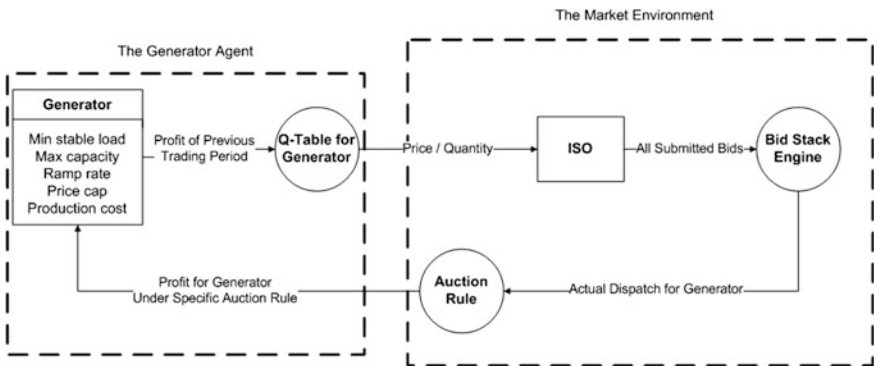 The Market Environment
The Generator Agent
Generator
Min stable load
Max capacity
Ramp rate
Price cap
Production cost
Profit of Previous
Trading Period
Q-Table for
Generator
Price / Quantity
ISO
All Submitted Bids
Bid Stack
Engine
Profit for Generator
Under Specific Auction Rule
Auction
Rule
Actual Dispatch for Generator